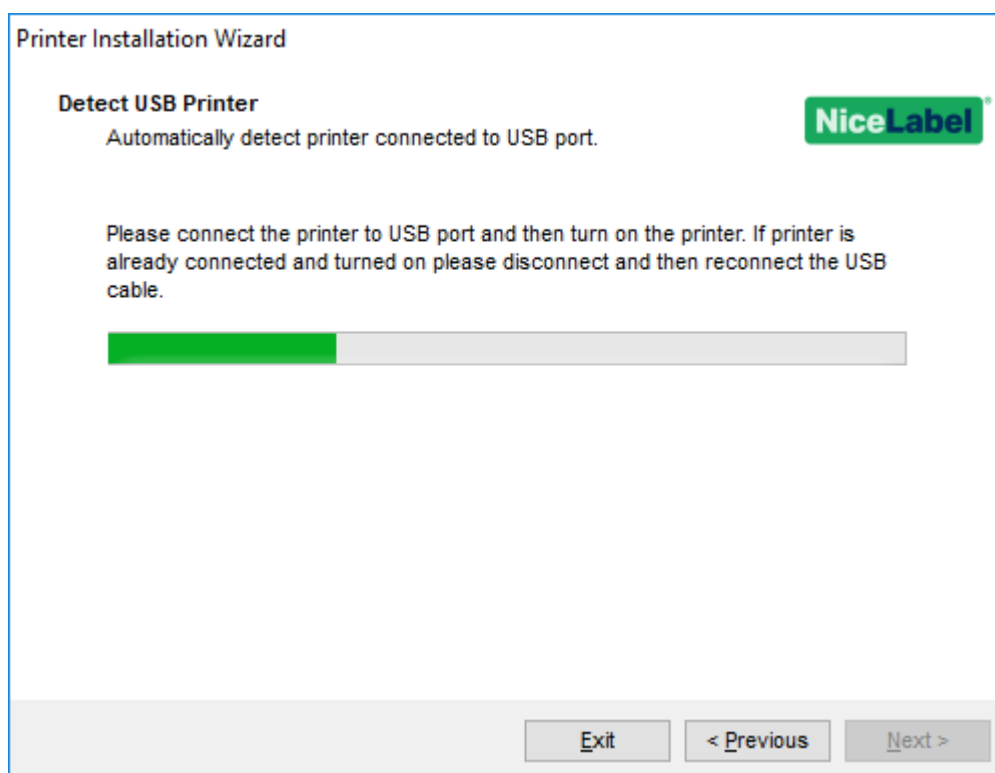 Printer Installation Wizard
Detect USB Printer
Automatically detect printer connected to USB port.
NiceLabel®
Please connect the printer to USB port and then turn on the printer. If printer is
already connected and turned on please disconnect and then reconnect the USB
cable.
Exit
< Previous
Next >